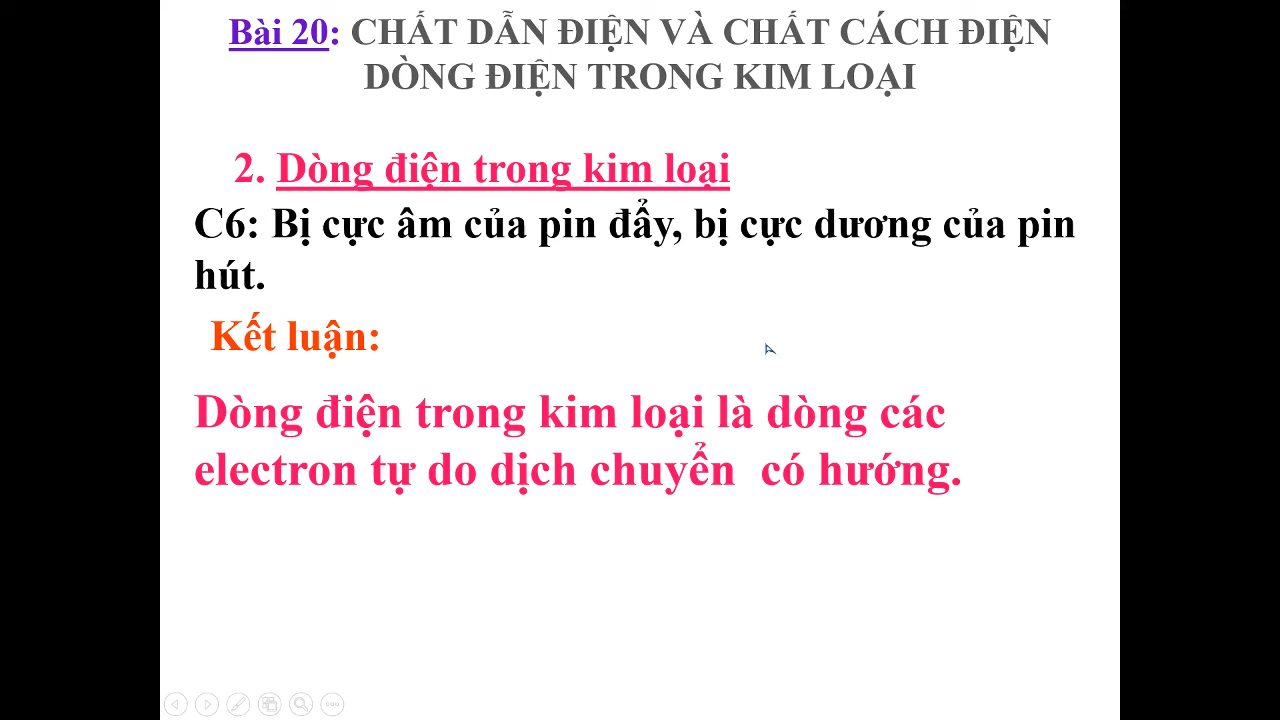 Bài 20: CHẤT DẪN ĐIỆN VÀ CHẤT CÁCH ĐIỆN
DÒNG ĐIỆN TRONG KIM LOẠI
2. Dòng điện trong kim loại
C6: Bị cực âm của pin đẩy, bị cực dương của pin
hút.
Kết luận:
Dòng điện trong kim loại là dòng các
electron tự do dịch chuyển  có hướng.